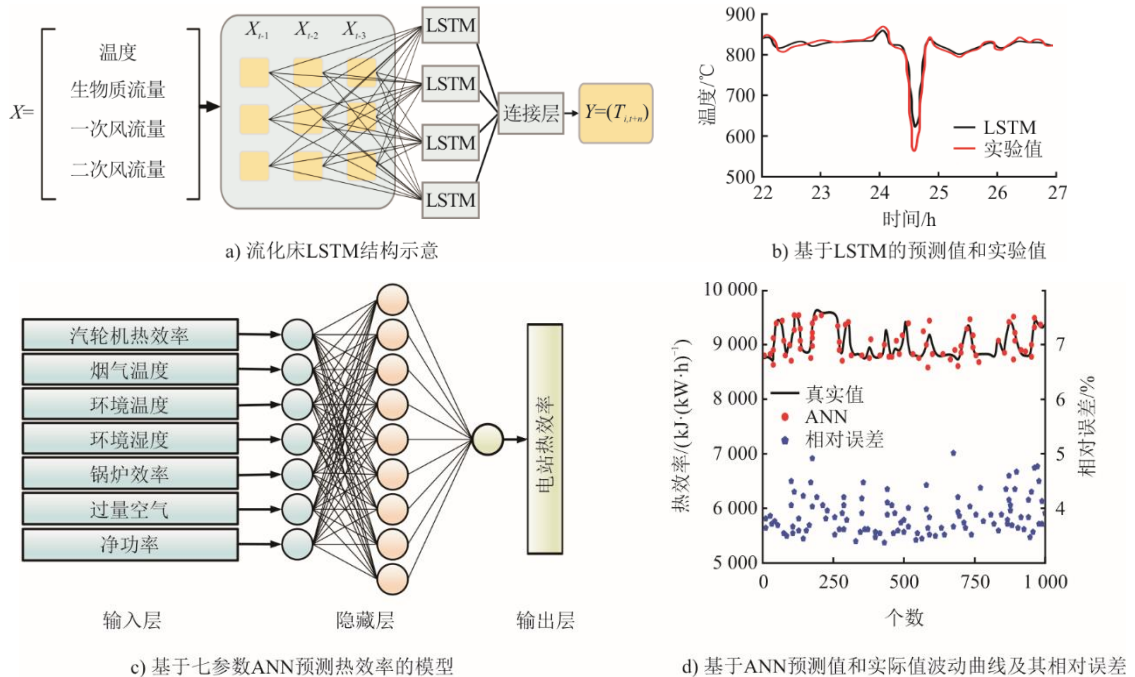 X=
温度
生物质流量
一次风流量
二次风流量
X_{t-1} X_{t-2} X_{t-3}
LSTM
LSTM
LSTM
LSTM
连接层
Y=(T_{i,t+n})
a) 流化床LSTM结构示意
900
800
700
600
500
温度/℃
LSTM
实验值
22 23 24 25 26 27
时间/h
b) 基于LSTM的预测值和实验值
汽轮机热效率
烟气温度
环境温度
环境湿度
锅炉效率
过量空气
净功率
电站热效率
输入层 隐藏层 输出层
c) 基于七参数ANN预测热效率的模型
10 000
9 000
8 000
7 000
6 000
5 000
热效率/(kJ·(kW·h)⁻¹)
真实值
ANN
相对误差
7
6
5
4
相对误差/%
0 250 500 750 1 000
个数
d) 基于ANN预测值和实际值波动曲线及其相对误差